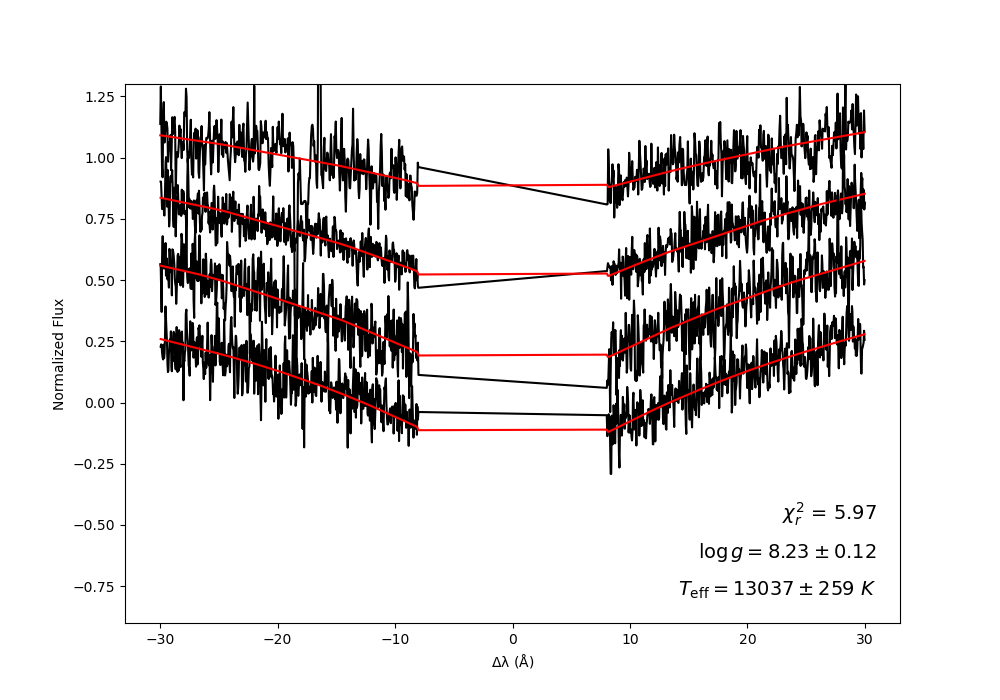 1.25
1.00
0.75
0.50
0.25
0.00
−0.25
−0.50
−0.75
Normalized Flux
χ_r^2 = 5.97
log g = 8.23 ± 0.12
T_eff = 13037 ± 259 K
−30 −20 −10 0 10 20 30
Δλ (Å)